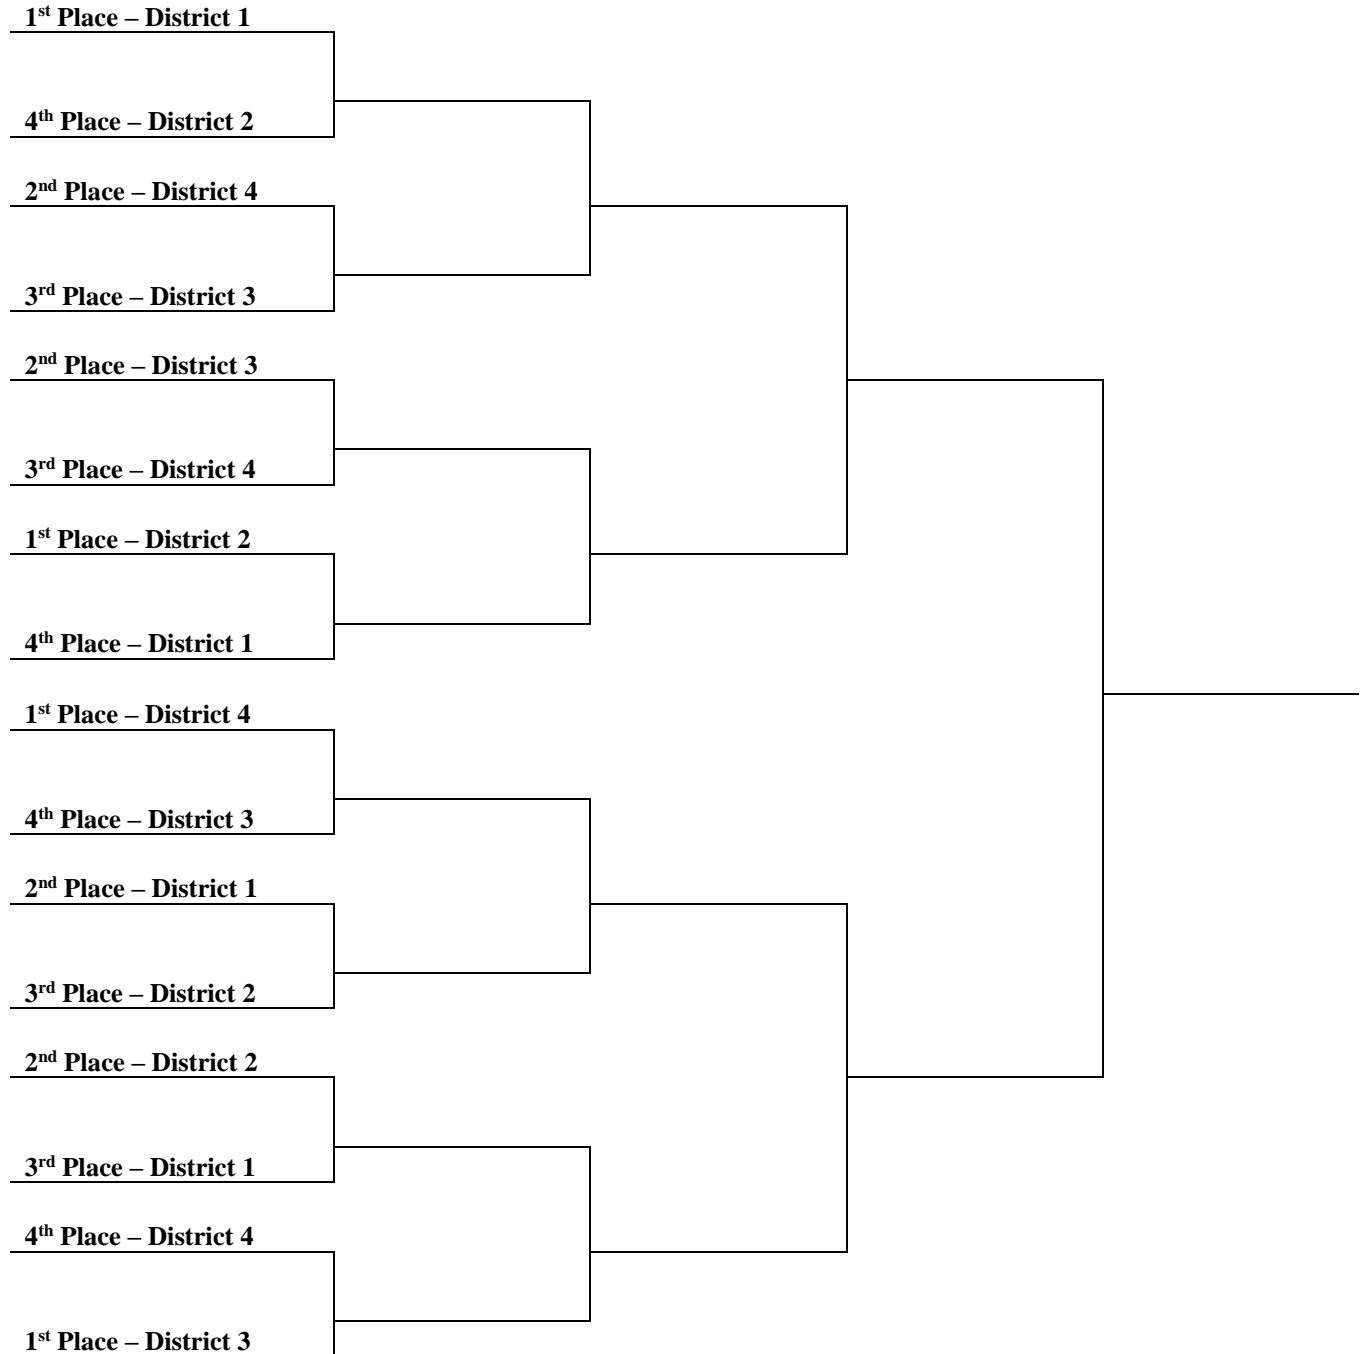 1st Place – District 1
4th Place – District 2
2nd Place – District 4
3rd Place – District 3
2nd Place – District 3
3rd Place – District 4
1st Place – District 2
4th Place – District 1
1st Place – District 4
4th Place – District 3
2nd Place – District 1
3rd Place – District 2
2nd Place – District 2
3rd Place – District 1
4th Place – District 4
1st Place – District 3